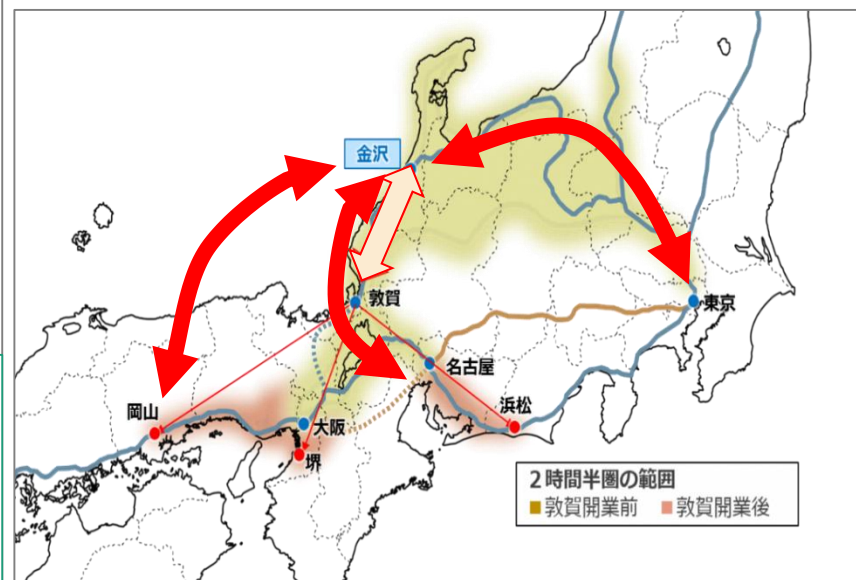 金沢
敦賀
東京
名古屋
岡山
浜松
大阪
堺
2時間半圏の範囲
敦賀開業前 敦賀開業後